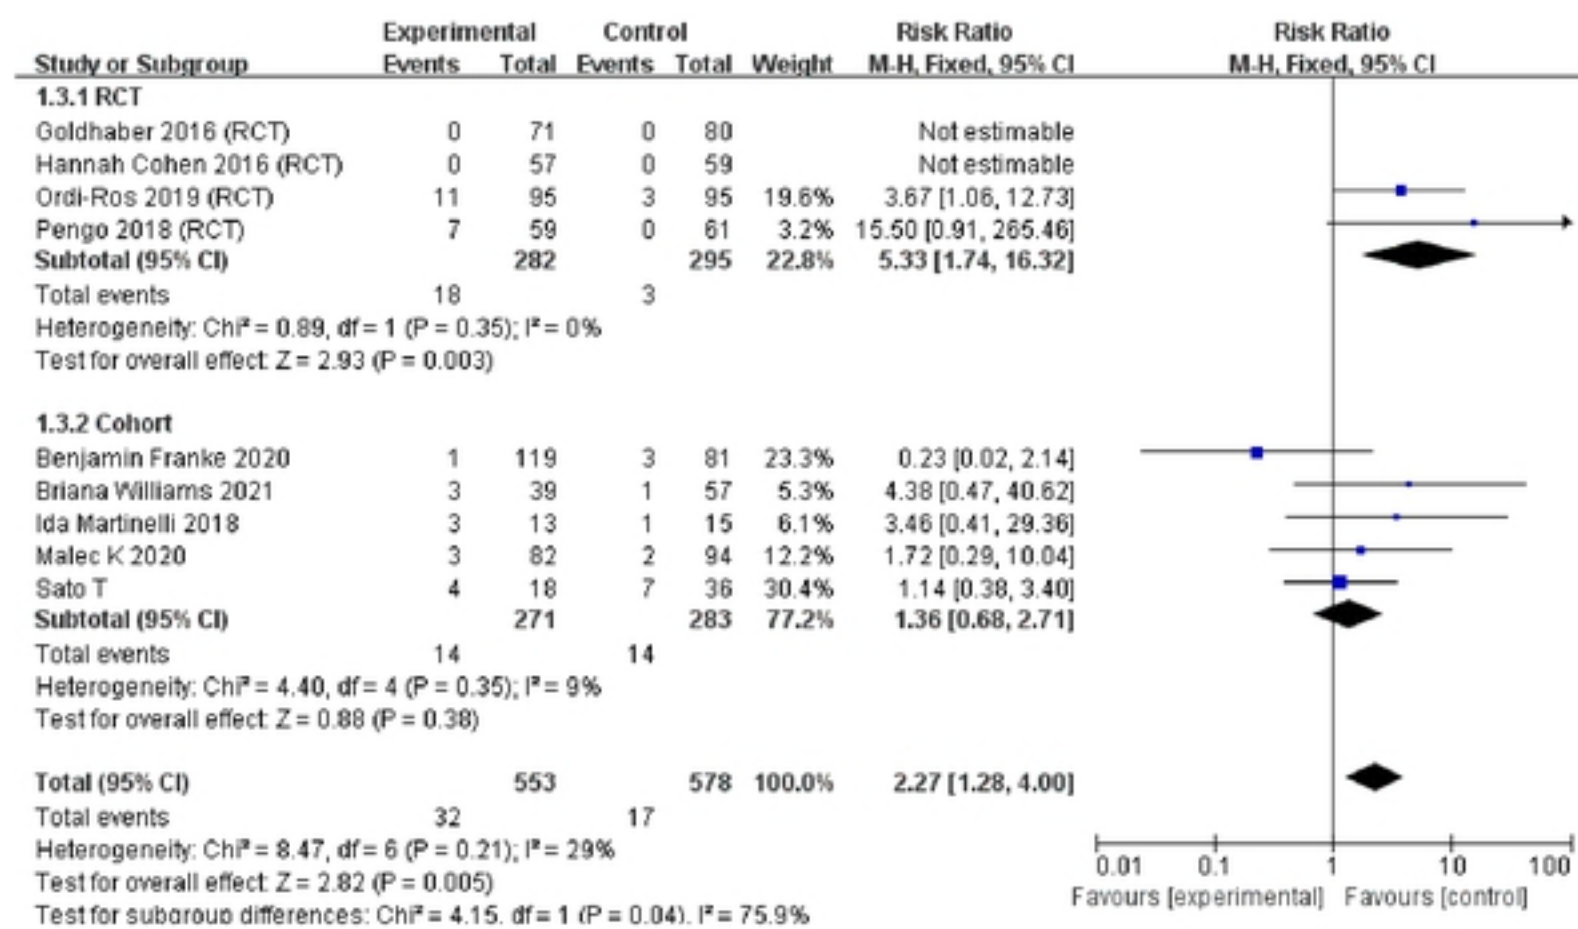 Experimental Control Risk Ratio Risk Ratio
Study or Subgroup Events Total Events Total Weight M-H, Fixed, 95% CI M-H, Fixed, 95% CI
1.3.1 RCT
Goldhaber 2016 (RCT) 0 71 0 80 Not estimable
Hannah Cohen 2016 (RCT) 0 57 0 59 Not estimable
Ordi-Ros 2019 (RCT) 11 95 3 95 19.6% 3.67 [1.06, 12.73]
Pengo 2018 (RCT) 7 59 0 61 3.2% 15.50 [0.91, 265.46]
Subtotal (95% CI) 282 295 22.8% 5.33 [1.74, 16.32]
Total events 18 3
Heterogeneity: Chi² = 0.89, df = 1 (P = 0.35); I² = 0%
Test for overall effect: Z = 2.93 (P = 0.003)
1.3.2 Cohort
Benjamin Franke 2020 1 119 3 81 23.3% 0.23 [0.02, 2.14]
Briana Williams 2021 3 39 1 57 5.3% 4.38 [0.47, 40.62]
Ida Martinelli 2018 3 13 1 15 6.1% 3.46 [0.41, 29.36]
Malec K 2020 3 82 2 94 12.2% 1.72 [0.29, 10.04]
Sato T 4 18 7 36 30.4% 1.14 [0.38, 3.40]
Subtotal (95% CI) 271 283 77.2% 1.36 [0.68, 2.71]
Total events 14 14
Heterogeneity: Chi² = 4.40, df = 4 (P = 0.35); I² = 9%
Test for overall effect: Z = 0.88 (P = 0.38)
Total (95% CI) 553 578 100.0% 2.27 [1.28, 4.00]
Total events 32 17
Heterogeneity: Chi² = 8.47, df = 6 (P = 0.21); I² = 29%
Test for overall effect: Z = 2.82 (P = 0.005)
Test for subgroup differences: Chi² = 4.15, df = 1 (P = 0.04), I² = 75.9%
0.01 0.1 1 10 100
Favours [experimental] Favours [control]